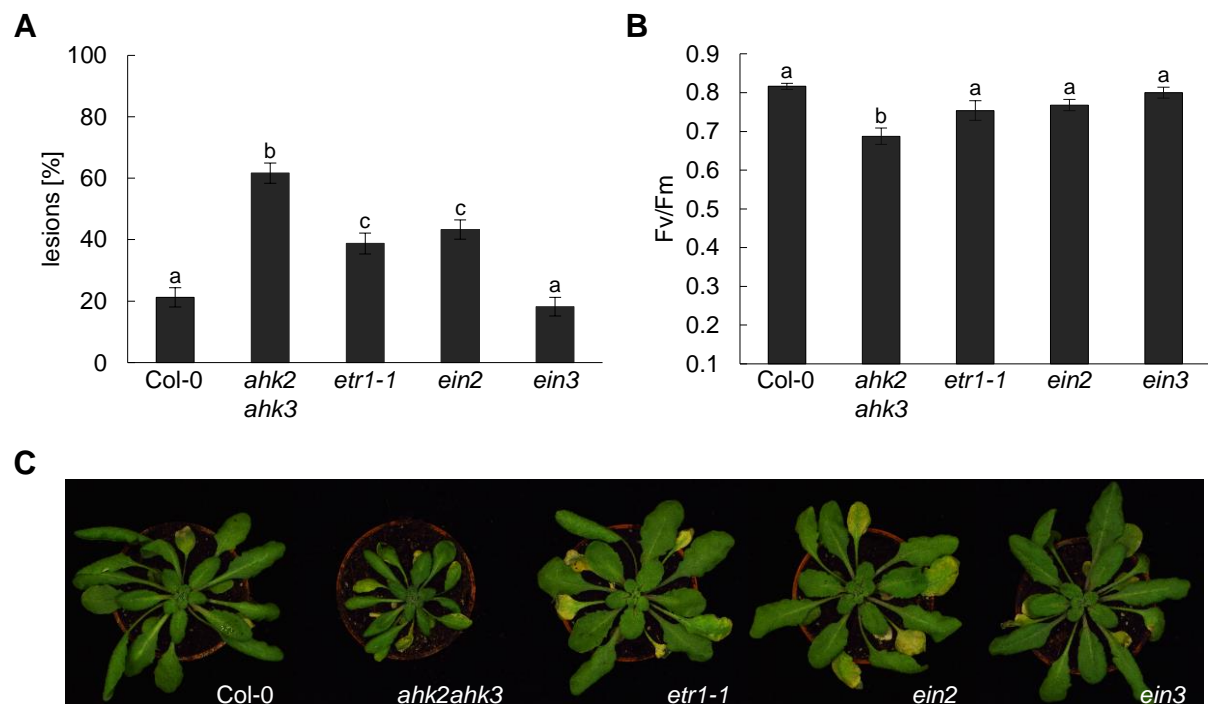 A
lesions [%]
100
80
60
40
20
0
a
b
c
c
a
Col-0
ahk2
ahk3
etr1-1
ein2
ein3
B
Fv/Fm
0.9
0.8
0.7
0.6
0.5
0.4
0.3
0.2
0.1
a
b
a
a
a
Col-0
ahk2
ahk3
etr1-1
ein2
ein3
C
Col-0
ahk2ahk3
etr1-1
ein2
ein3